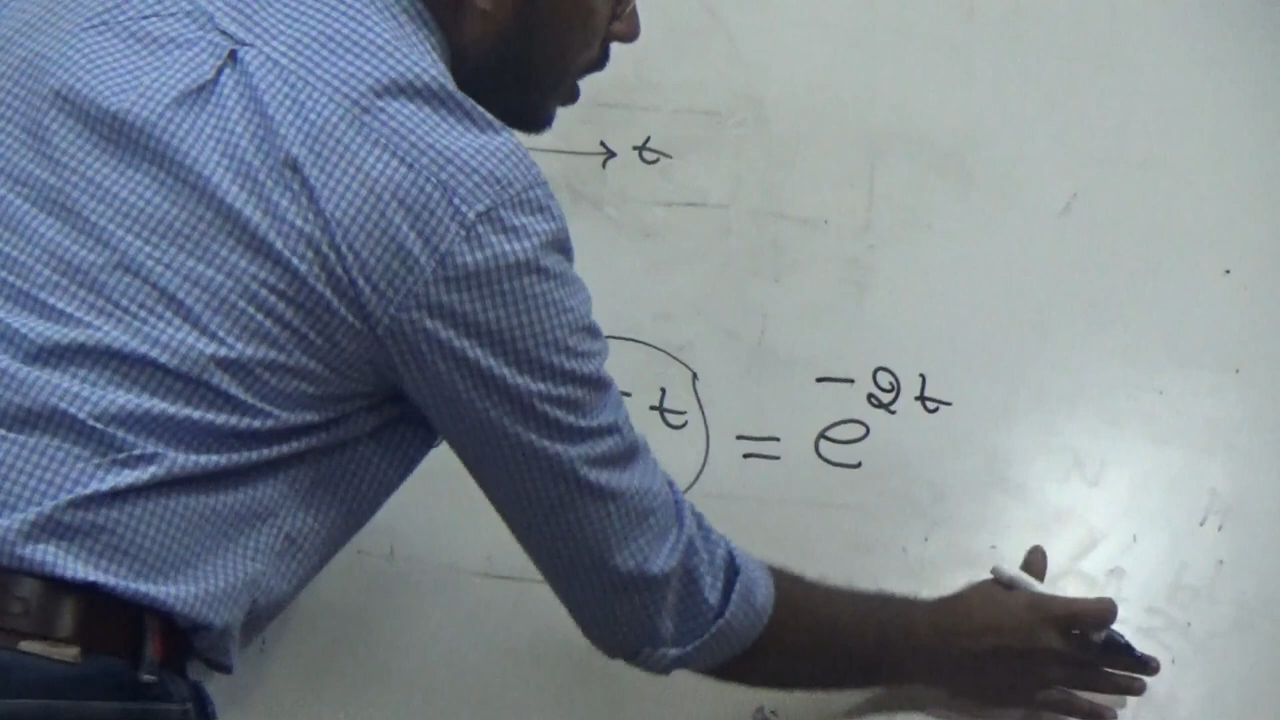 → t
- t) = e^{-2t}